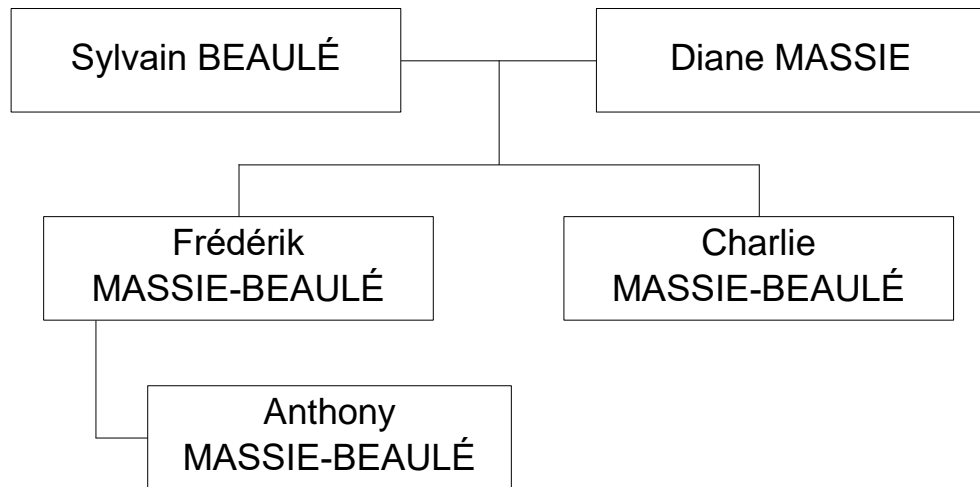 Sylvain BEAULÉ
Diane MASSIE
Frédérik
MASSIE-BEAULÉ
Charlie
MASSIE-BEAULÉ
Anthony
MASSIE-BEAULÉ